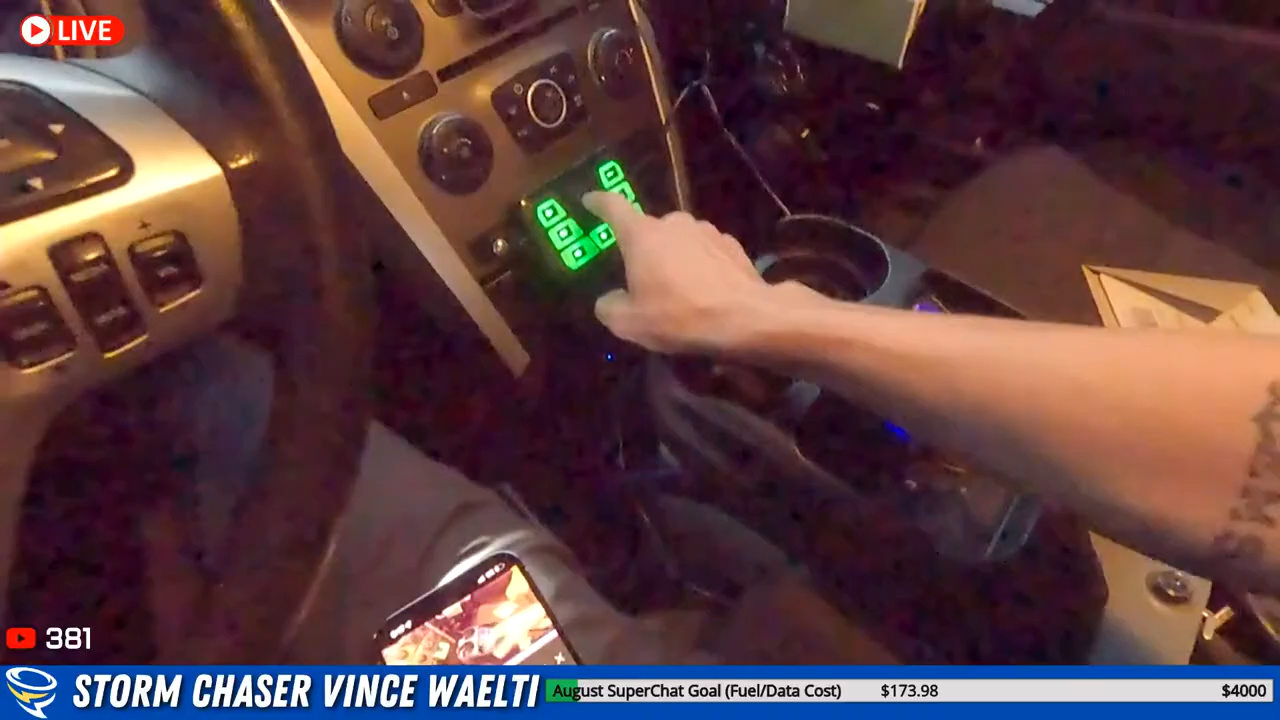 LIVE
381
STORM CHASER VINCE WAELTI
August SuperChat Goal (Fuel/Data Cost) $173.98 $4000